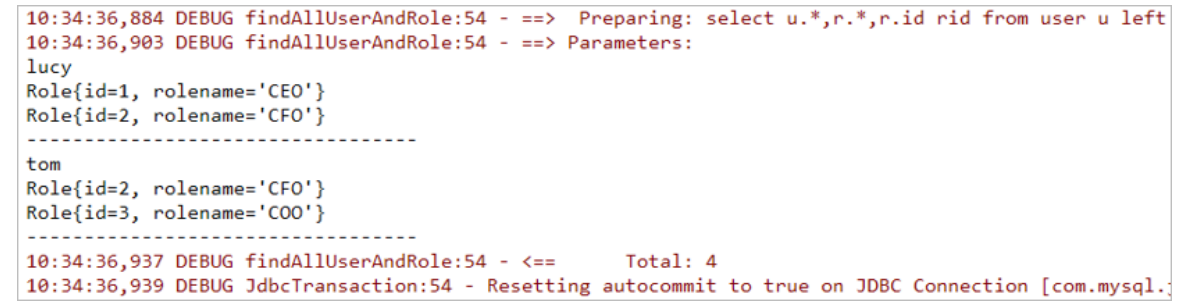 10:34:36,884 DEBUG findAllUserAndRole:54 - ==>  Preparing: select u.*,r.*,r.id rid from user u left
10:34:36,903 DEBUG findAllUserAndRole:54 - ==> Parameters:
lucy
Role{id=1, rolename='CEO'}
Role{id=2, rolename='CFO'}
----------------------------------
tom
Role{id=2, rolename='CFO'}
Role{id=3, rolename='COO'}
----------------------------------
10:34:36,937 DEBUG findAllUserAndRole:54 - <==      Total: 4
10:34:36,939 DEBUG JdbcTransaction:54 - Resetting autocommit to true on JDBC Connection [com.mysql.